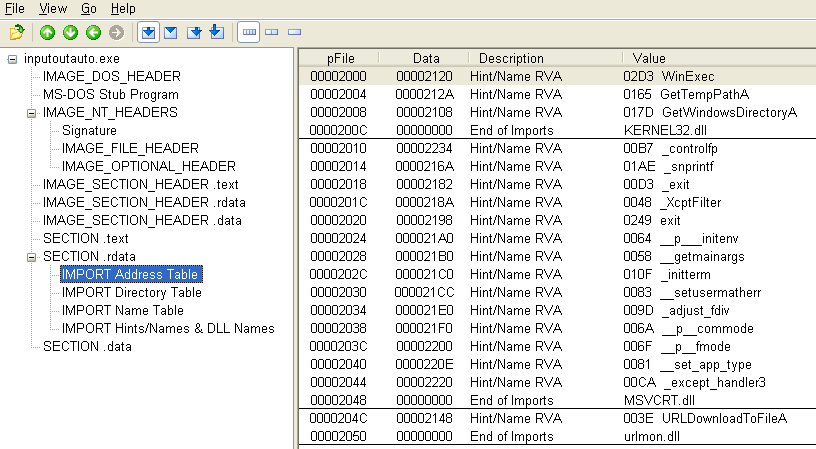 File View Go Help
inputoutauto.exe
IMAGE_DOS_HEADER
MS-DOS Stub Program
IMAGE_NT_HEADERS
Signature
IMAGE_FILE_HEADER
IMAGE_OPTIONAL_HEADER
IMAGE_SECTION_HEADER .text
IMAGE_SECTION_HEADER .rdata
IMAGE_SECTION_HEADER .data
SECTION .text
SECTION .rdata
IMPORT Address Table
IMPORT Directory Table
IMPORT Name Table
IMPORT Hints/Names & DLL Names
SECTION .data
pFile Data Description Value
00002000 00002120 Hint/Name RVA 02D3 WinExec
00002004 0000212A Hint/Name RVA 0165 GetTempPathA
00002008 00002108 Hint/Name RVA 017D GetWindowsDirectoryA
0000200C 00000000 End of Imports KERNEL32.dll
00002010 00002234 Hint/Name RVA 00B7 _controlfp
00002014 0000216A Hint/Name RVA 01AE _snprintf
00002018 00002182 Hint/Name RVA 00D3 _exit
0000201C 0000218A Hint/Name RVA 0048 _XcptFilter
00002020 00002198 Hint/Name RVA 0249 exit
00002024 000021A0 Hint/Name RVA 0064 __p___initenv
00002028 000021B0 Hint/Name RVA 0058 __getmainargs
0000202C 000021C0 Hint/Name RVA 010F _initterm
00002030 000021CC Hint/Name RVA 0083 __setusermatherr
00002034 000021E0 Hint/Name RVA 009D _adjust_fdiv
00002038 000021F0 Hint/Name RVA 006A __p__commode
0000203C 00002200 Hint/Name RVA 006F __p__fmode
00002040 0000220E Hint/Name RVA 0081 __set_app_type
00002044 00002220 Hint/Name RVA 00CA _except_handler3
00002048 00000000 End of Imports MSVCRT.dll
0000204C 00002148 Hint/Name RVA 003E URLDownloadToFileA
00002050 00000000 End of Imports urlmon.dll